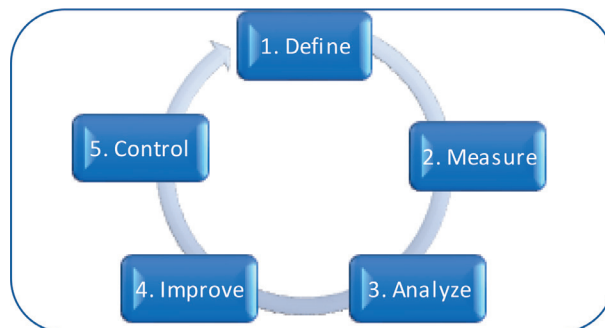 1. Define
2. Measure
3. Analyze
4. Improve
5. Control